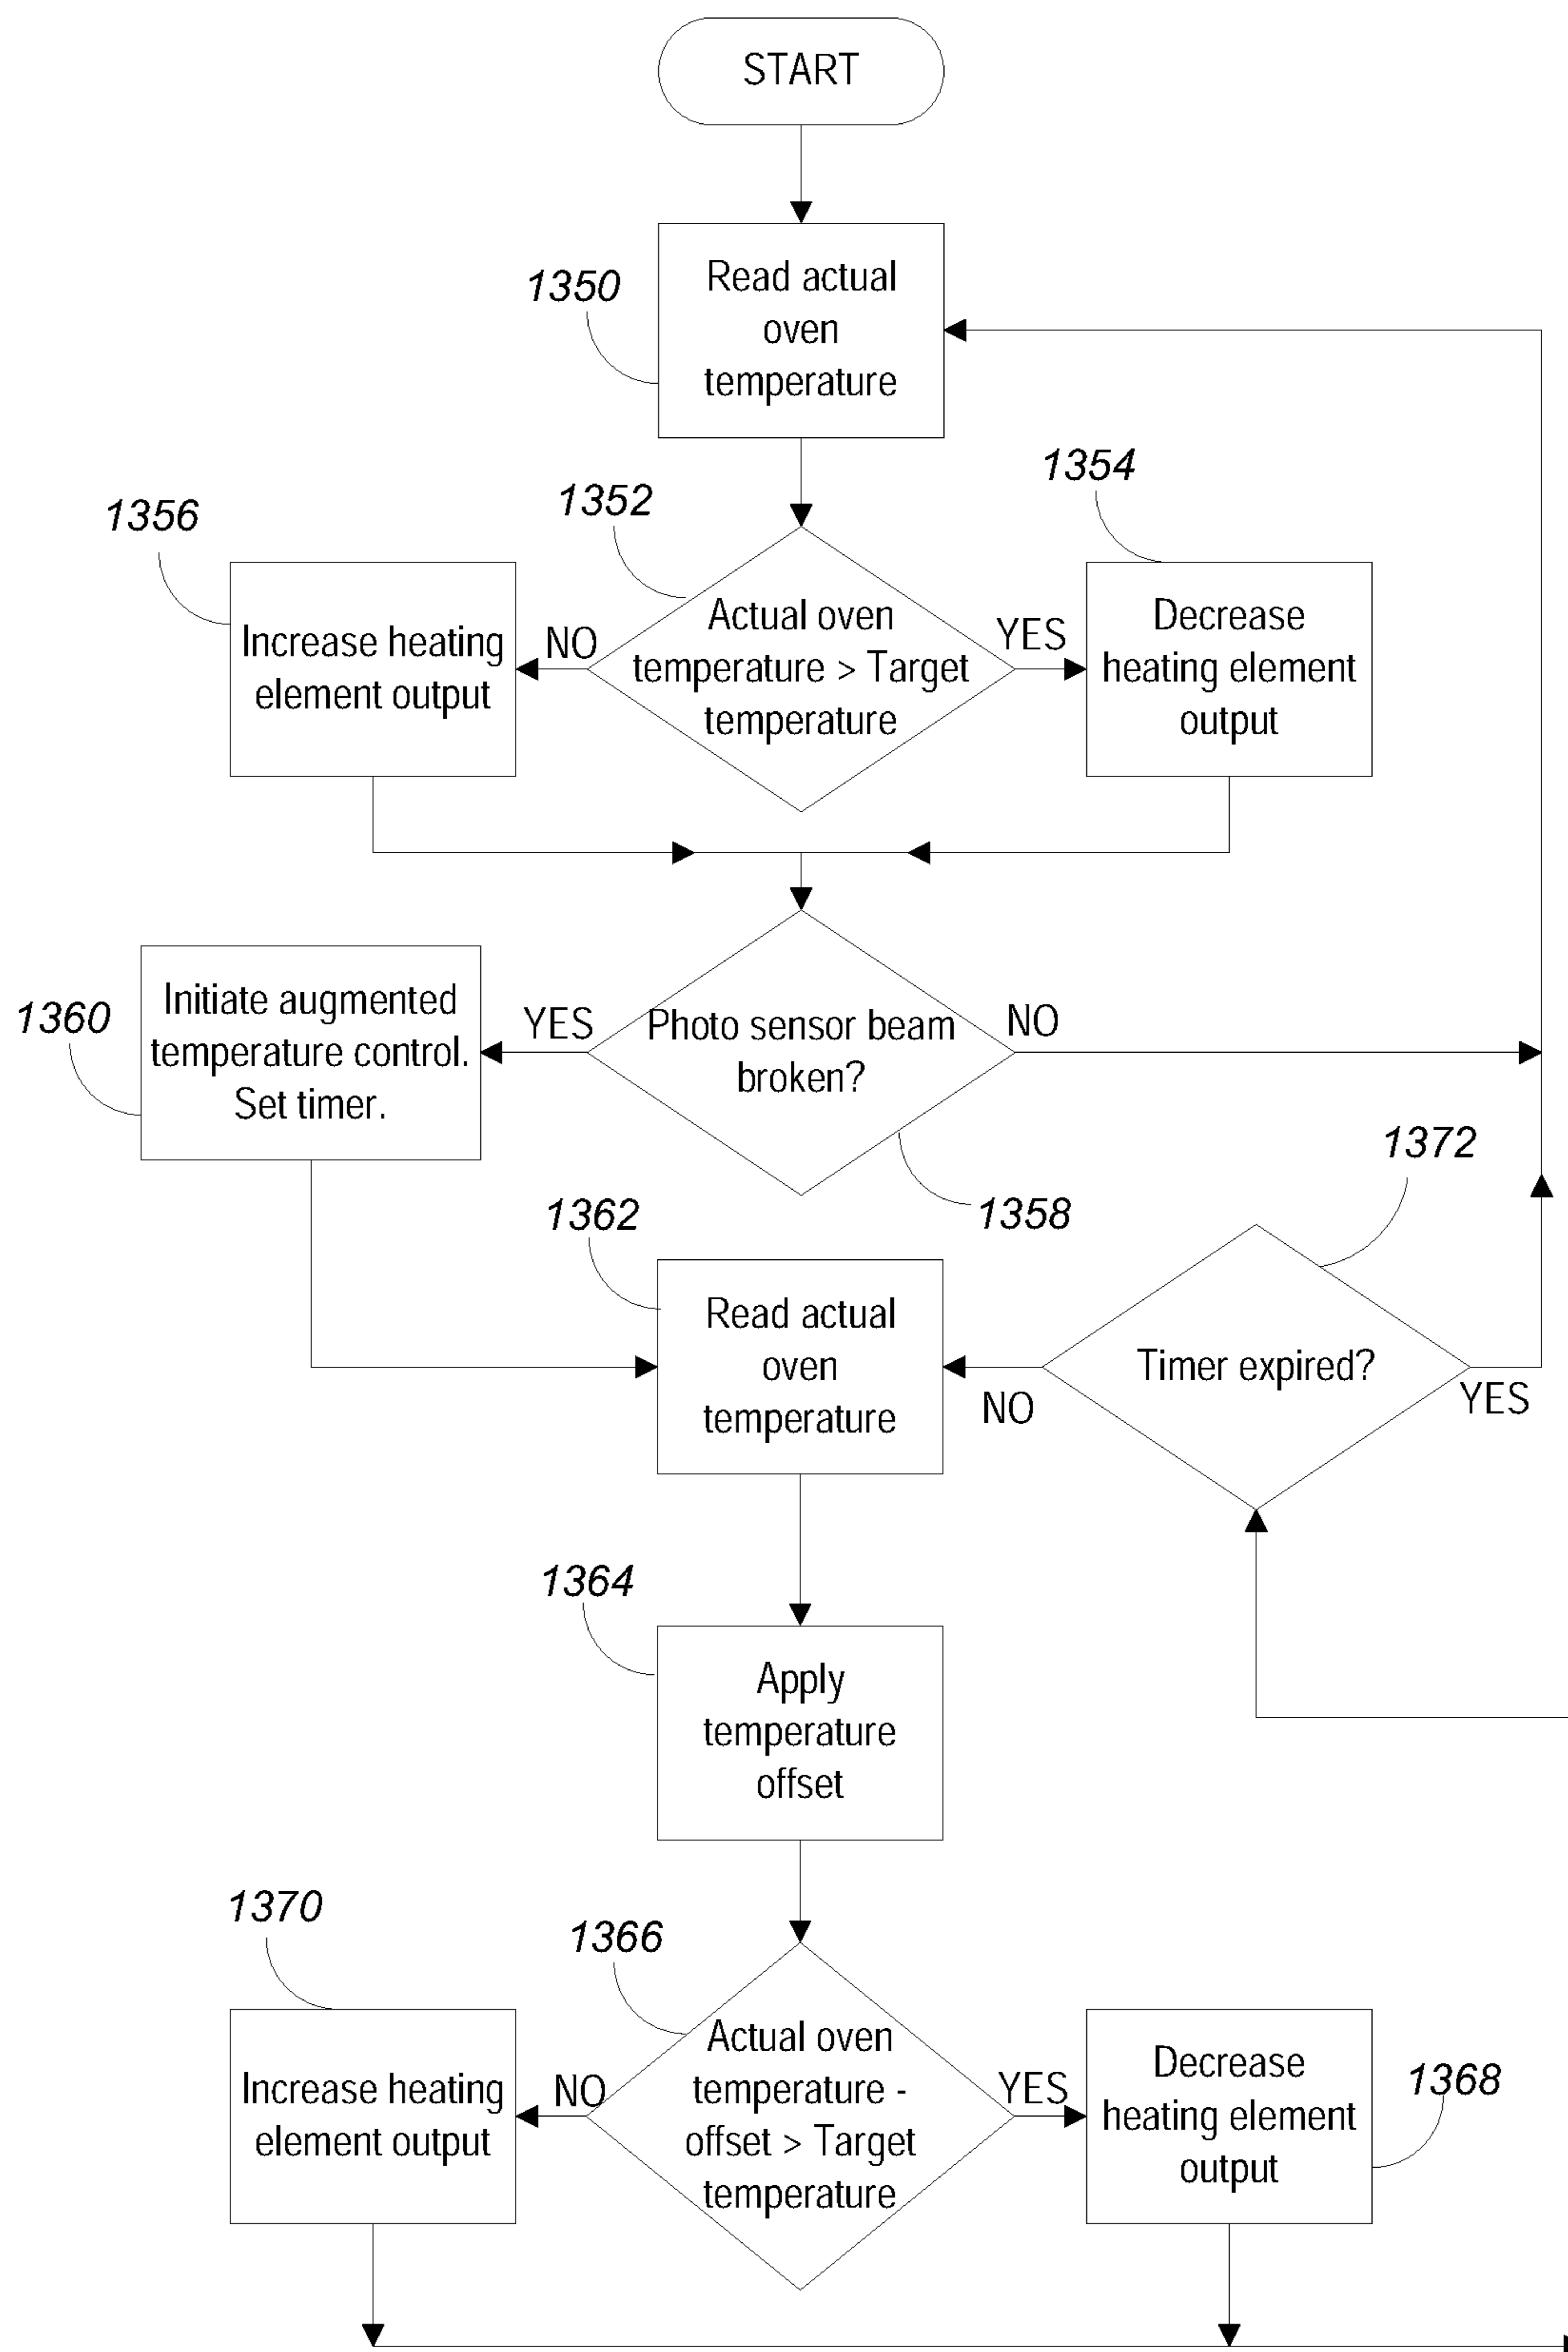 START
1350
Read actual
oven
temperature
1352
Actual oven
temperature > Target
temperature
YES
1354
Decrease
heating element
output
NO
1356
Increase heating
element output
Photo sensor beam
broken?
1358
NO
YES
1360
Initiate augmented
temperature control.
Set timer.
1362
Read actual
oven
temperature
1372
Timer expired?
NO
YES
1364
Apply
temperature
offset
1366
Actual oven
temperature -
offset > Target
temperature
YES
1368
Decrease
heating element
output
NO
1370
Increase heating
element output